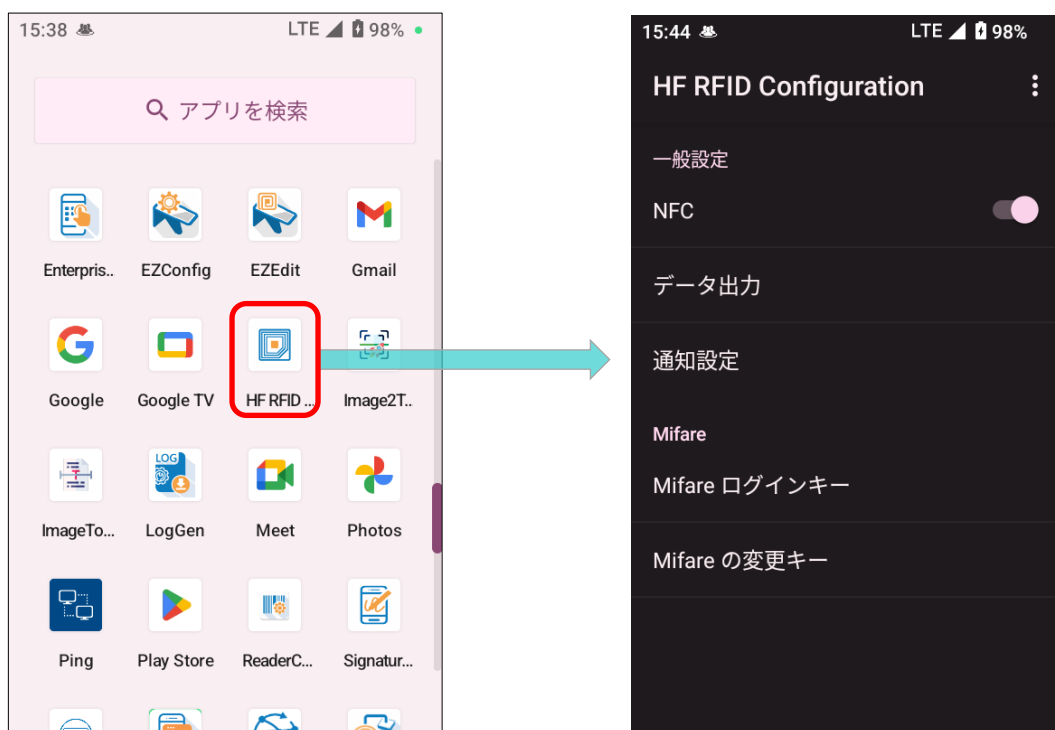 15:38 LTE 98%
アプリを検索
Enterpris.. EZConfig EZEdit Gmail
Google Google TV HF RFID ... Image2T..
LOG
ImageTo... LogGen Meet Photos
Ping Play Store ReaderC... Signatur...
15:44 LTE 98%
HF RFID Configuration
一般設定
NFC
データ出力
通知設定
Mifare
Mifare ログインキー
Mifare の変更キー